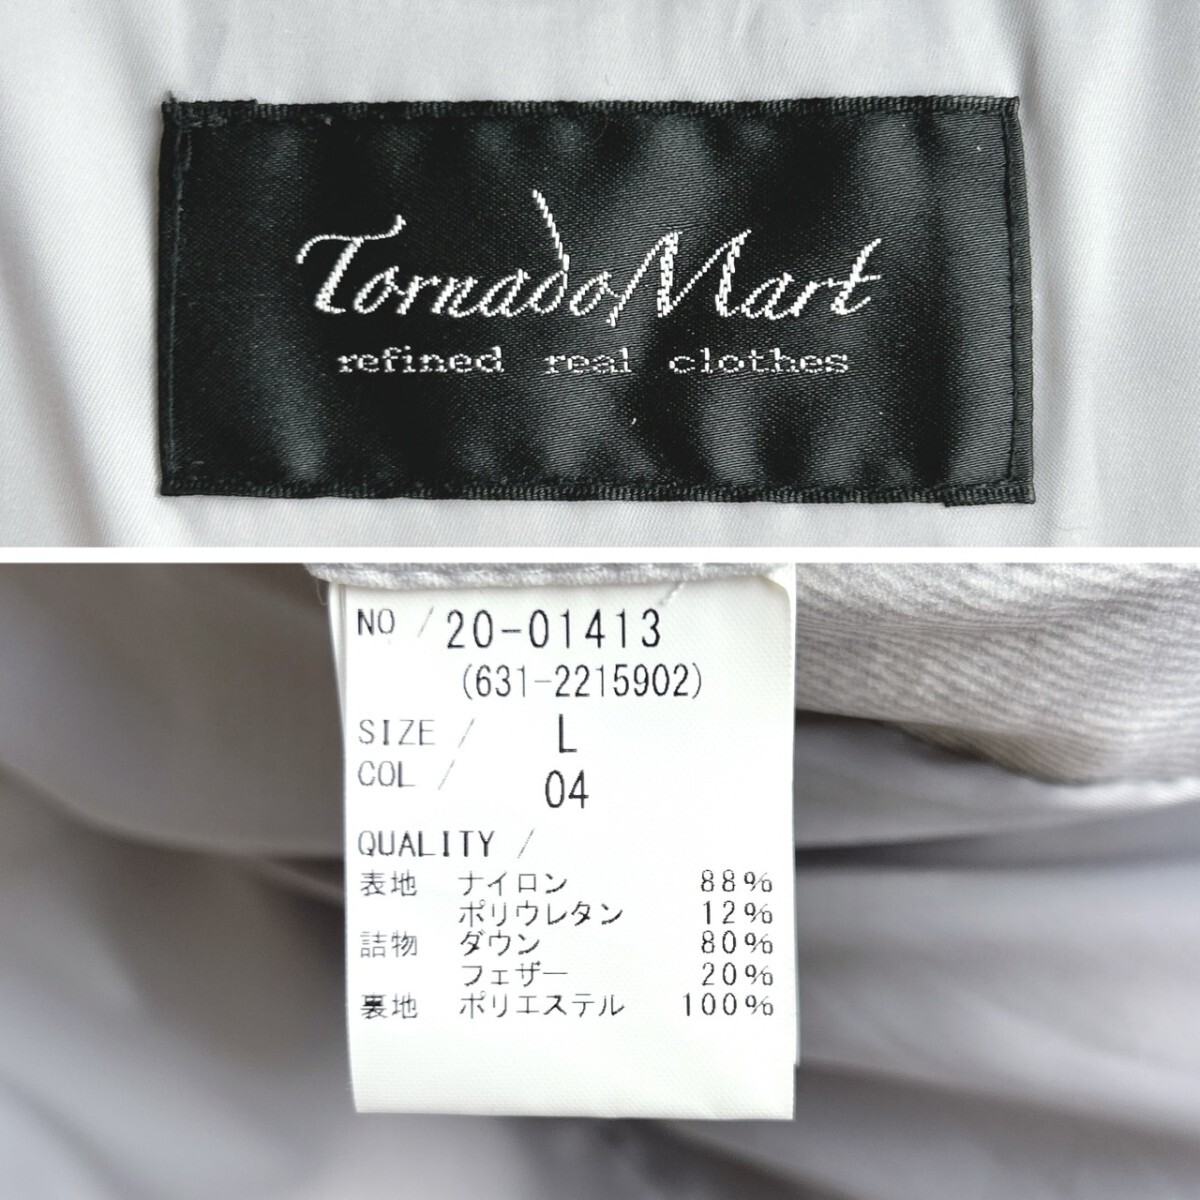 Tornado Mart
refined real clothes
NO / 20-01413
(631-2215902)
SIZE / L
COL / 04
QUALITY /
表地 ナイロン 88%
ポリウレタン 12%
詰物 ダウン 80%
フェザー 20%
裏地 ポリエステル 100%